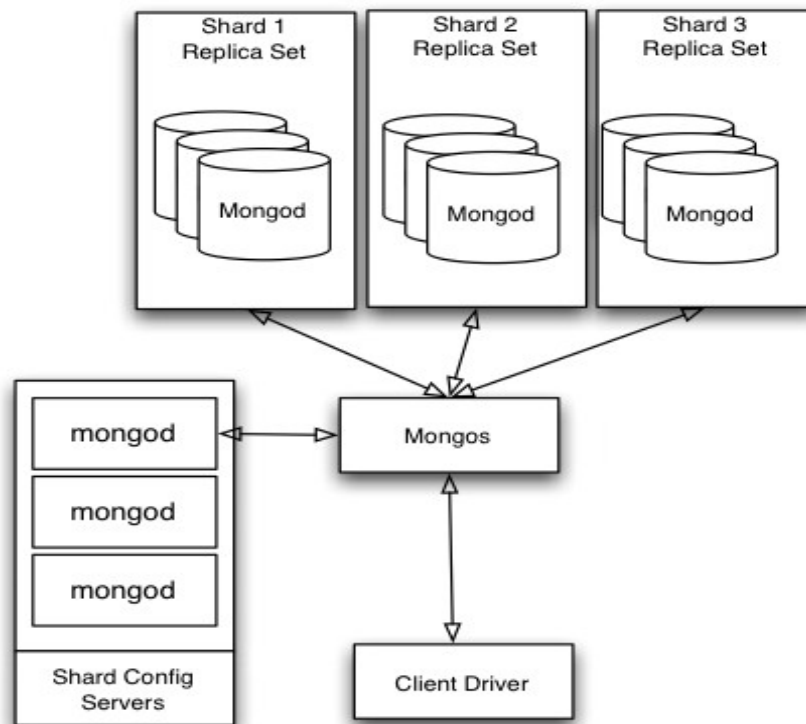 Shard 1
Replica Set
Shard 2
Replica Set
Shard 3
Replica Set
Mongod
Mongod
Mongod
mongod
mongod
mongod
Shard Config
Servers
Mongos
Client Driver